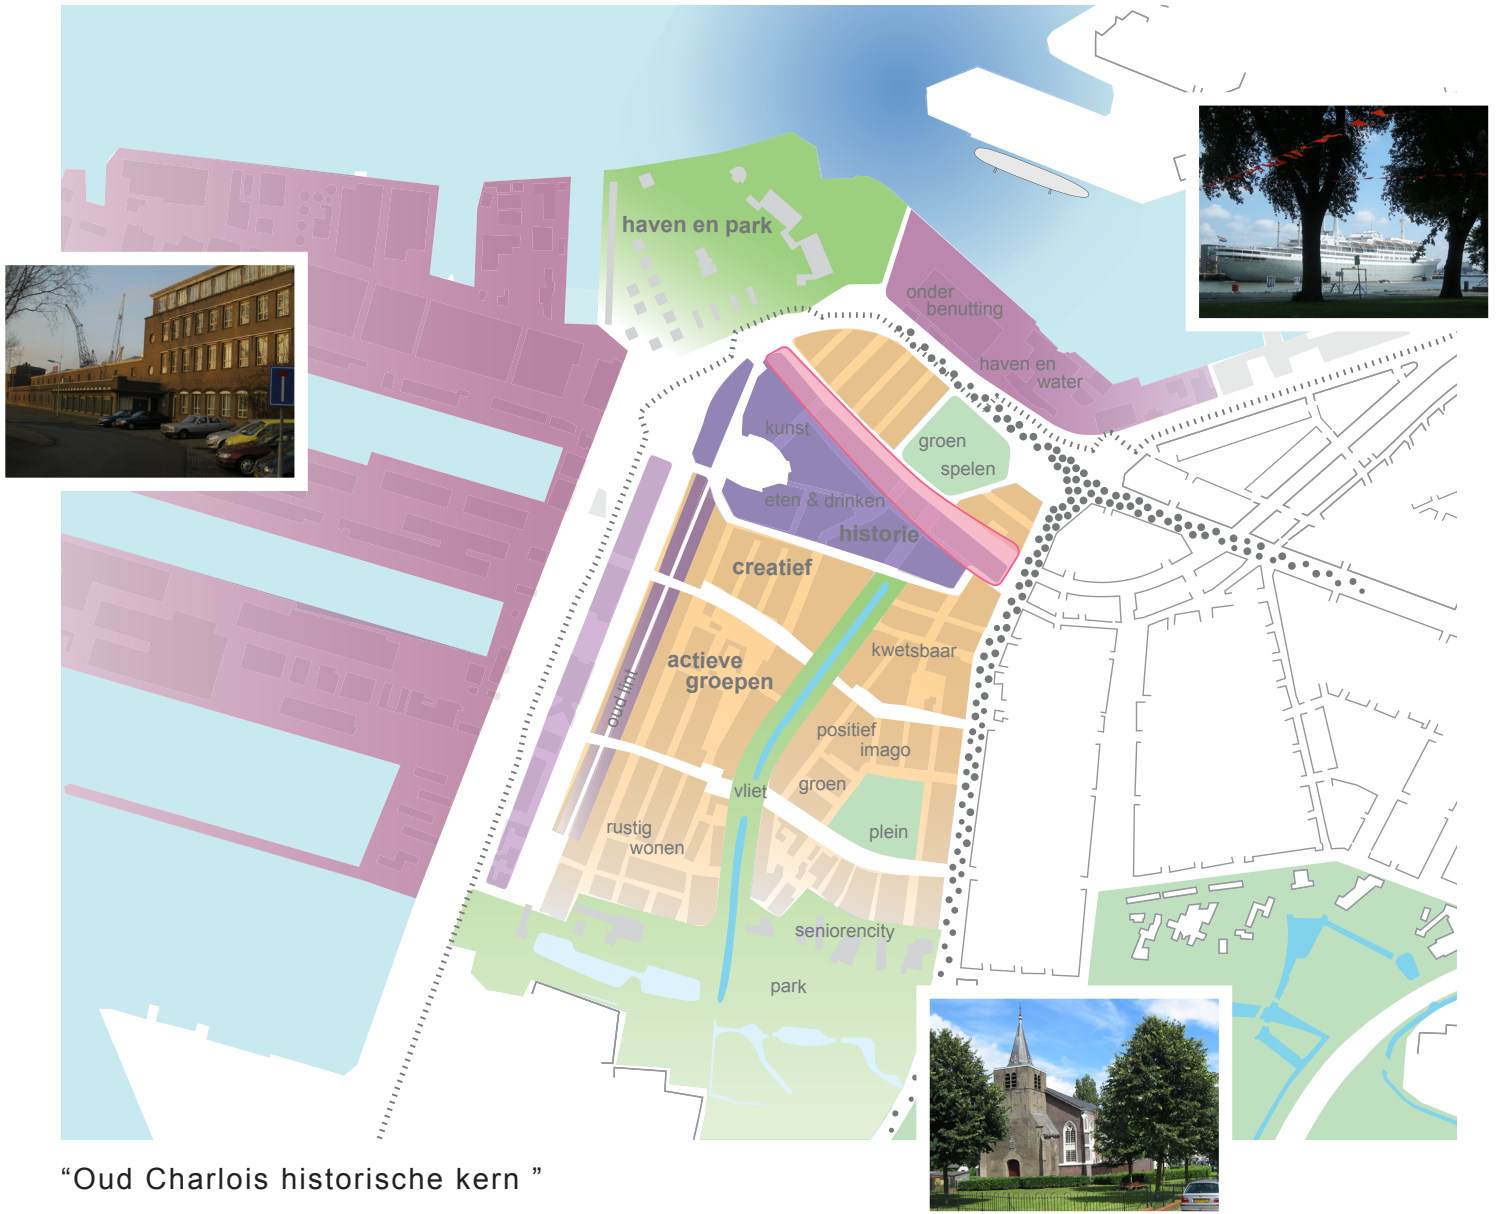 haven en park
onder
benutting
haven en
water
kunst
groen
spelen
eten & drinken
historie
creatief
kwetsbaar
actieve
groepen
oud lint
positief
imago
groen
vliet
plein
rustig
wonen
seniorencity
park
“Oud Charlois historische kern ”